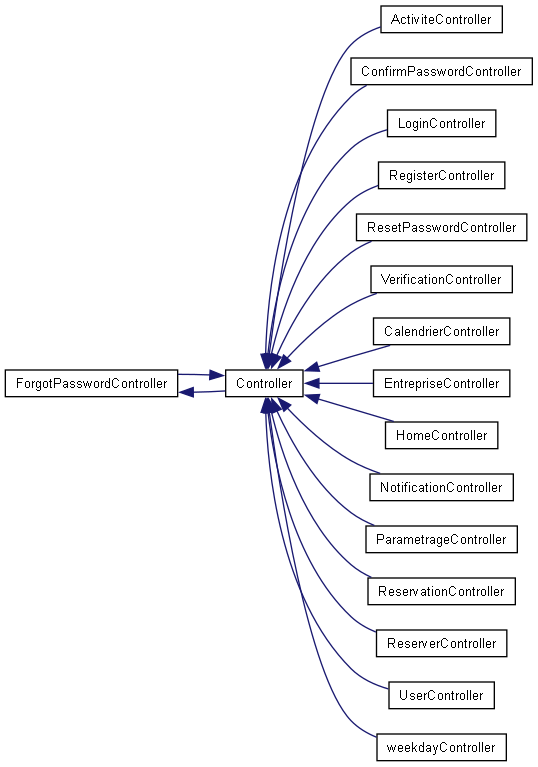 ActiviteController
ConfirmPasswordController
LoginController
RegisterController
ResetPasswordController
VerificationController
CalendrierController
ForgotPasswordController
Controller
EntrepriseController
HomeController
NotificationController
ParametrageController
ReservationController
ReserverController
UserController
weekdayController